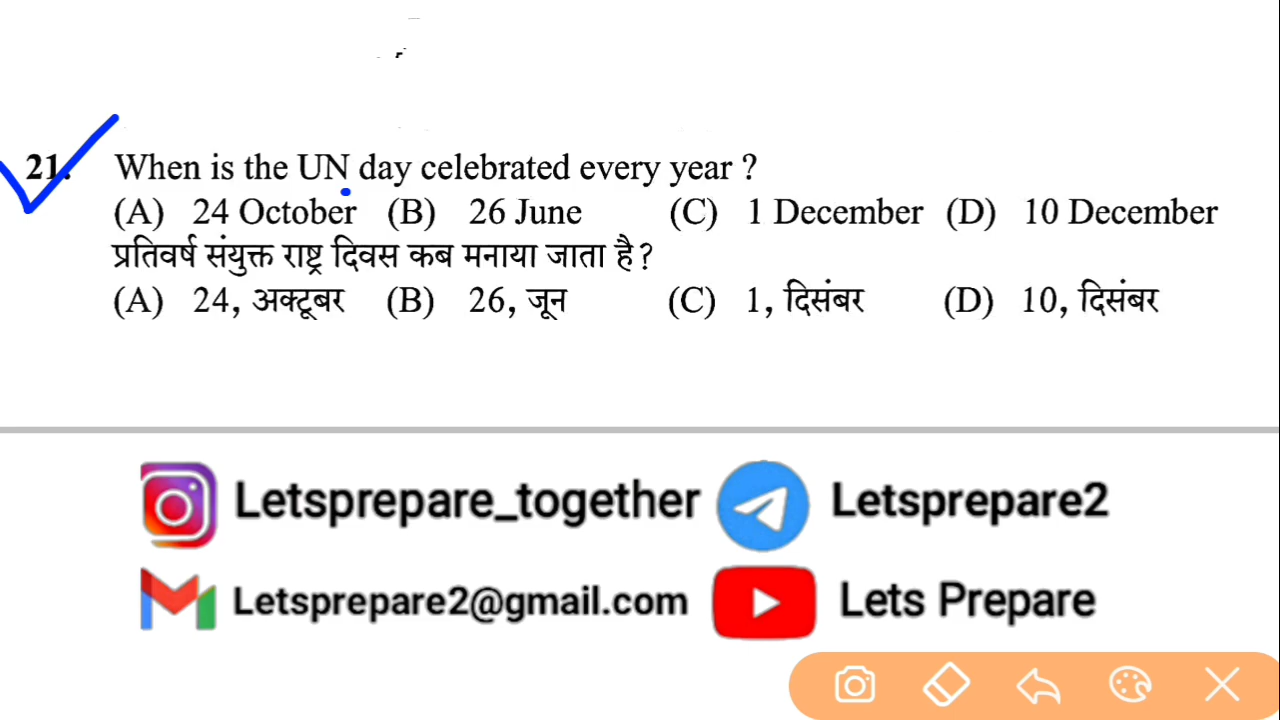 21. When is the UN day celebrated every year ?
(A) 24 October (B) 26 June (C) 1 December (D) 10 December
प्रतिवर्ष संयुक्त राष्ट्र दिवस कब मनाया जाता है?
(A) 24, अक्टूबर (B) 26, जून (C) 1, दिसंबर (D) 10, दिसंबर
Letsprepare_together Letsprepare2
Letsprepare2@gmail.com Lets Prepare